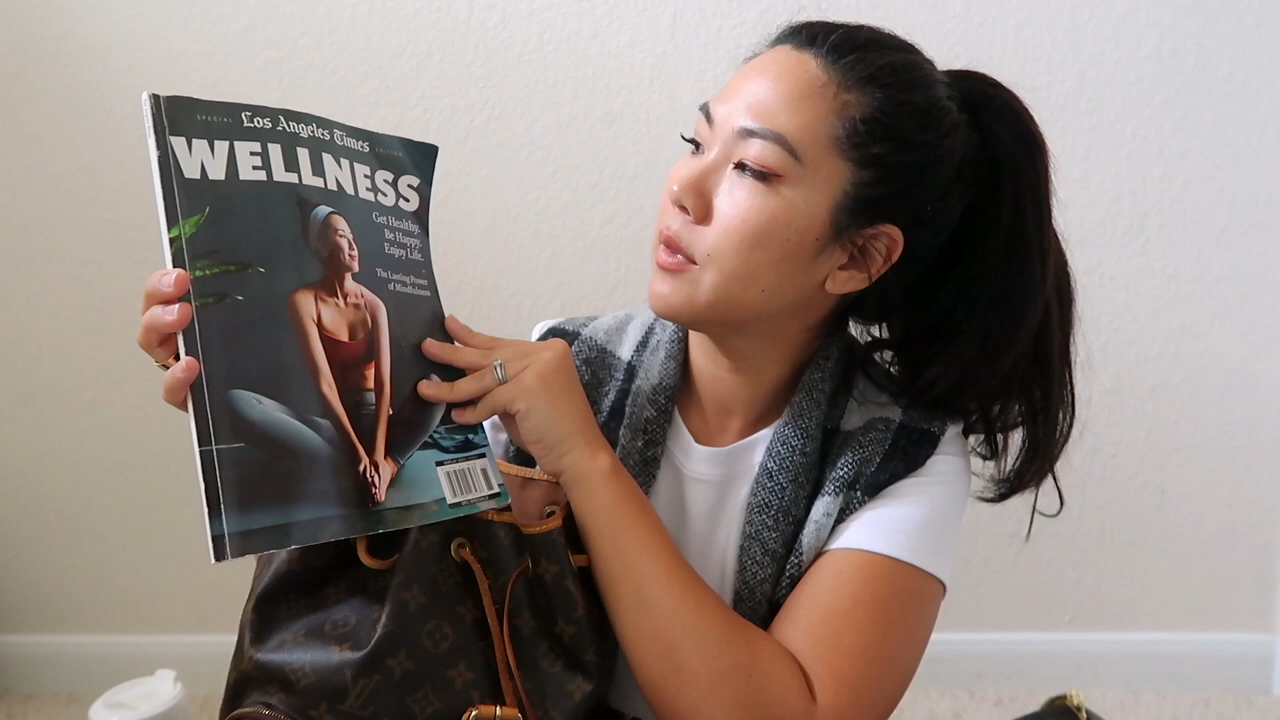 SPECIAL Los Angeles Times EDITION
WELLNESS
Get Healthy.
Be Happy.
Enjoy Life.
The Lasting Power
of Mindfulness